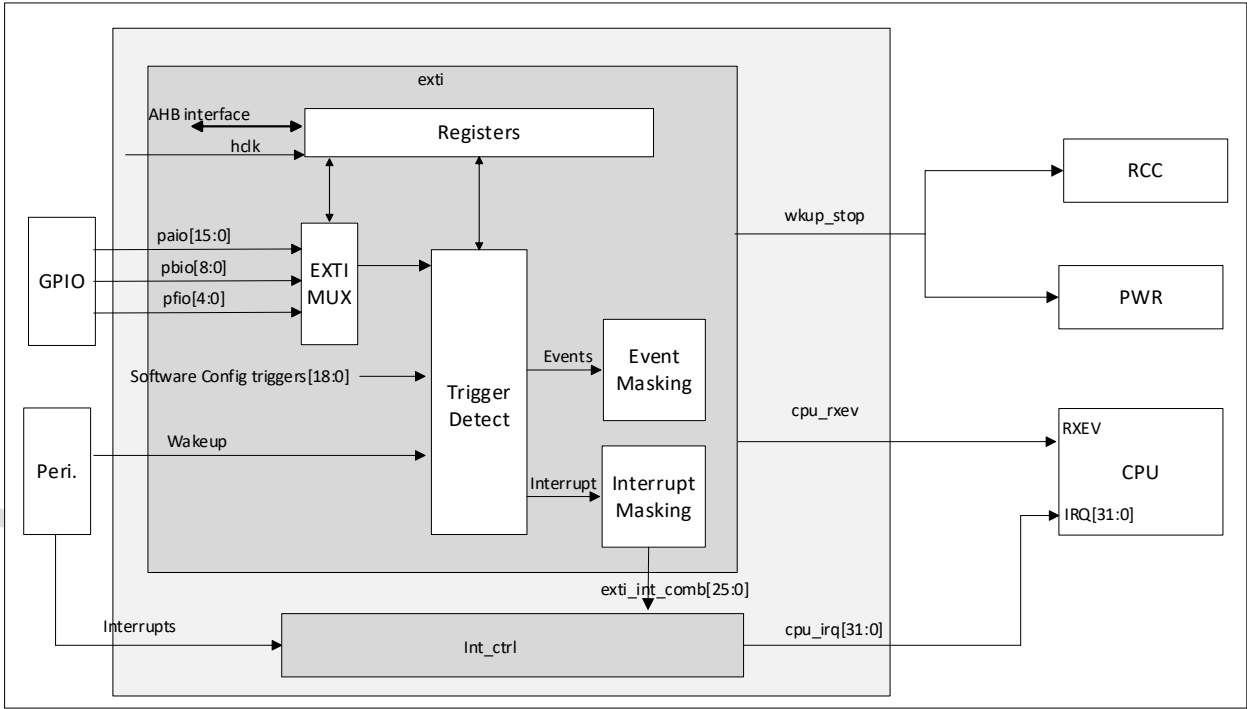 exti
AHB interface
Registers
hclk
RCC
GPIO
paio[15:0]
pbio[8:0]
pfio[4:0]
EXTI
MUX
wkup_stop
PWR
Software Config triggers[18:0]
Trigger
Detect
Events
Event
Masking
cpu_rxev
RXEV
CPU
IRQ[31:0]
Peri.
Wakeup
Interrupt
Interrupt
Masking
exti_int_comb[25:0]
Interrupts
Int_ctrl
cpu_irq[31:0]